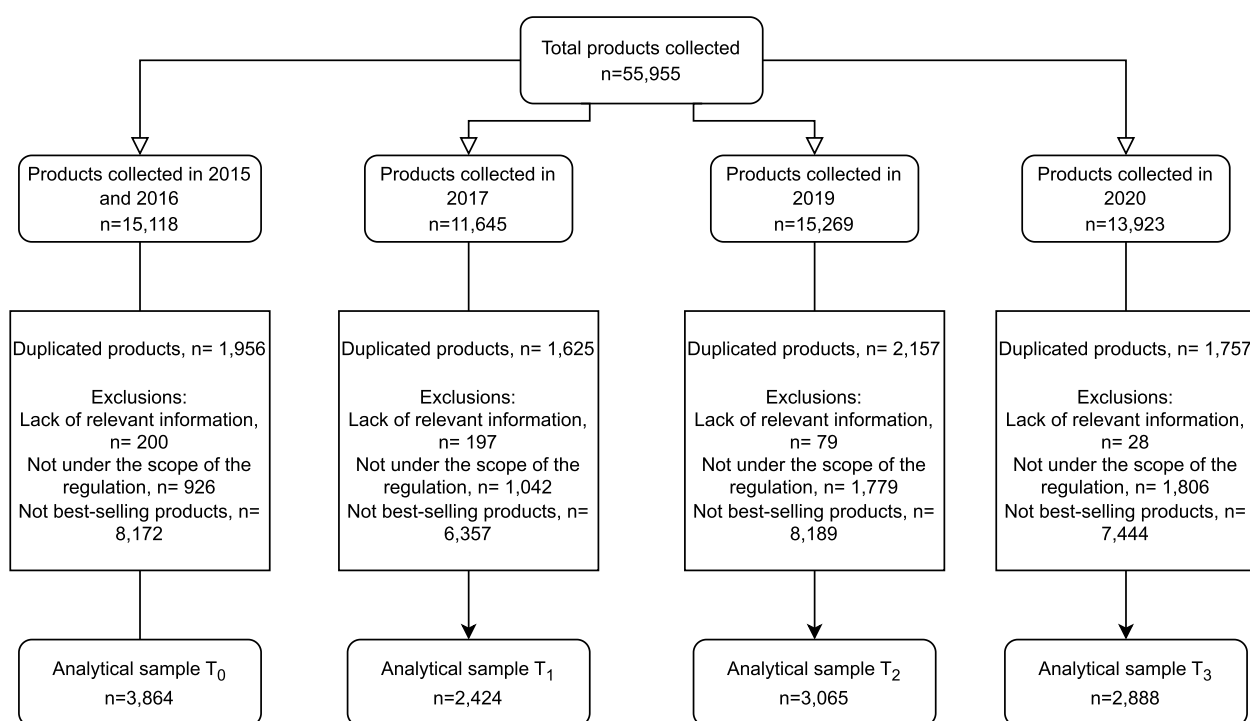 Total products collected
n=55,955
Products collected in 2015
and 2016
n=15,118
Products collected in
2017
n=11,645
Products collected in
2019
n=15,269
Products collected in
2020
n=13,923
Duplicated products, n= 1,956
Exclusions:
Lack of relevant information,
n= 200
Not under the scope of the
regulation, n= 926
Not best-selling products, n=
8,172
Duplicated products, n= 1,625
Exclusions:
Lack of relevant information,
n= 197
Not under the scope of the
regulation, n= 1,042
Not best-selling products, n=
6,357
Duplicated products, n= 2,157
Exclusions:
Lack of relevant information,
n= 79
Not under the scope of the
regulation, n= 1,779
Not best-selling products, n=
8,189
Duplicated products, n= 1,757
Exclusions:
Lack of relevant information,
n= 28
Not under the scope of the
regulation, n= 1,806
Not best-selling products, n=
7,444
Analytical sample T₀
n=3,864
Analytical sample T₁
n=2,424
Analytical sample T₂
n=3,065
Analytical sample T₃
n=2,888